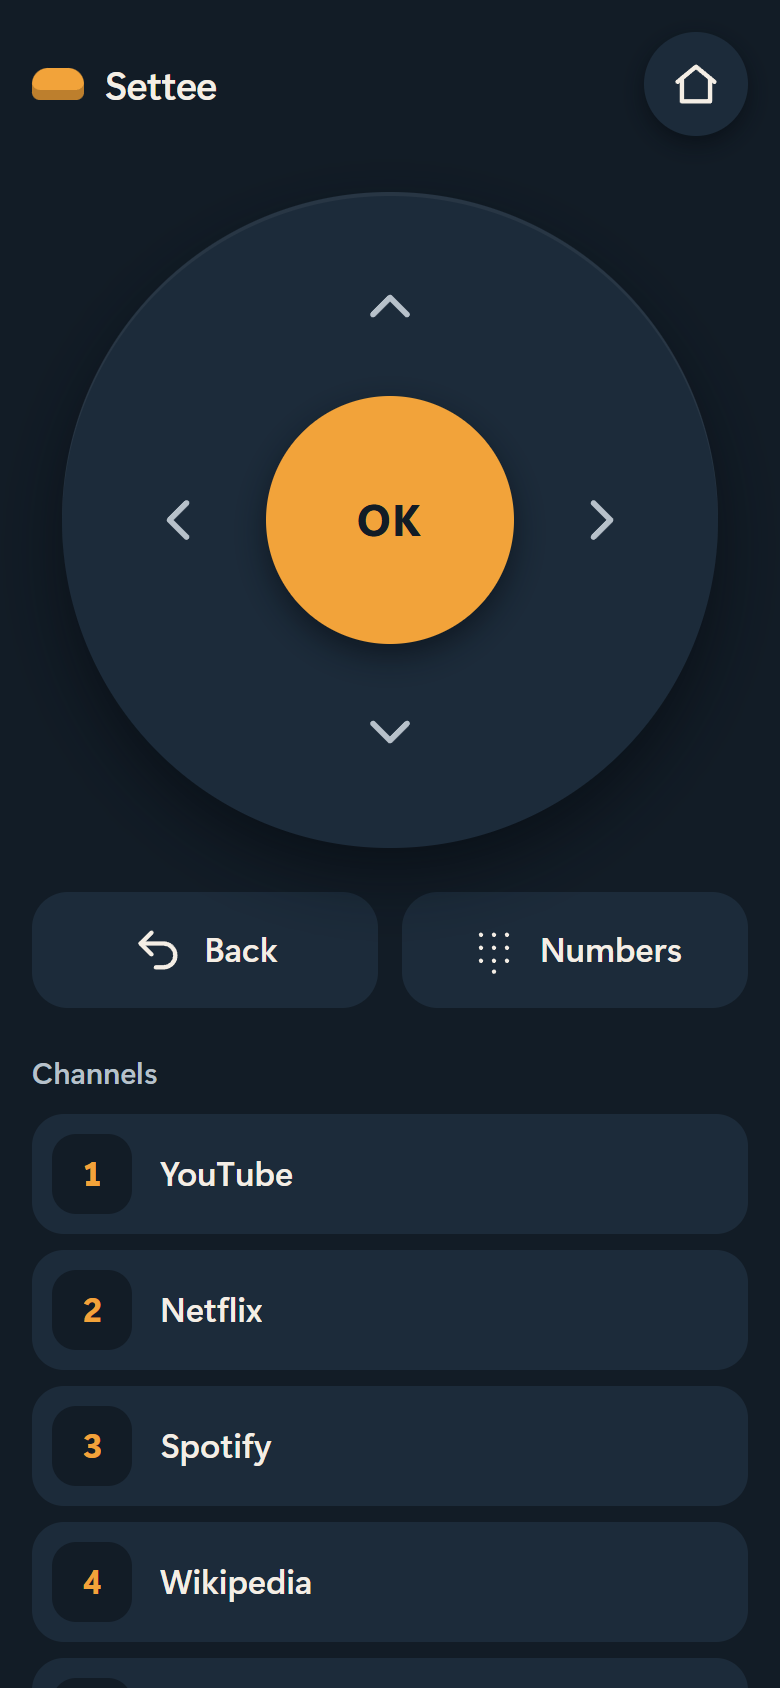 Settee
OK
Back
Numbers
Channels
1
YouTube
2
Netflix
3
Spotify
4
Wikipedia